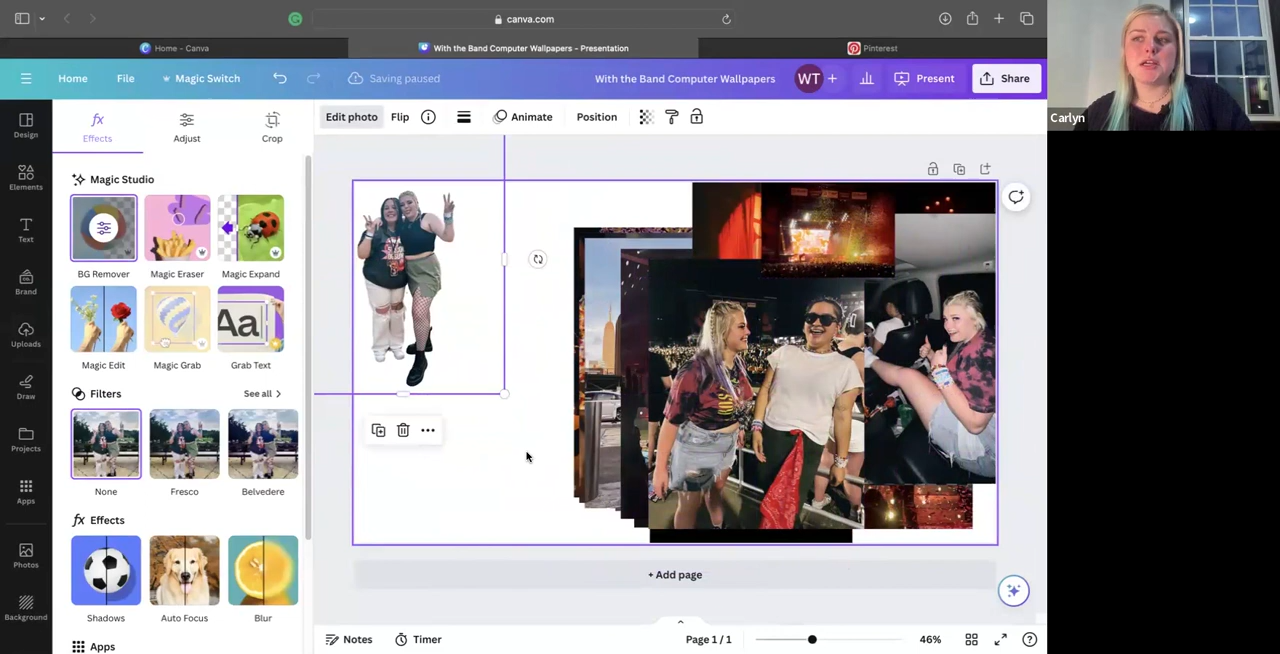 canva.com
Home - Canva
With the Band Computer Wallpapers - Presentation
Pinterest
Home
File
Magic Switch
Saving paused
With the Band Computer Wallpapers
WT
Present
Share
Carlyn
Design
Elements
Text
Brand
Uploads
Draw
Projects
Apps
Photos
Background
fx
Effects
Adjust
Crop
Edit photo
Flip
Animate
Position
Magic Studio
BG Remover
Magic Eraser
Magic Expand
Aa
Magic Edit
Magic Grab
Grab Text
Filters
See all
None
Fresco
Belvedere
fx Effects
Shadows
Auto Focus
Blur
Apps
+ Add page
Notes
Timer
Page 1 / 1
46%